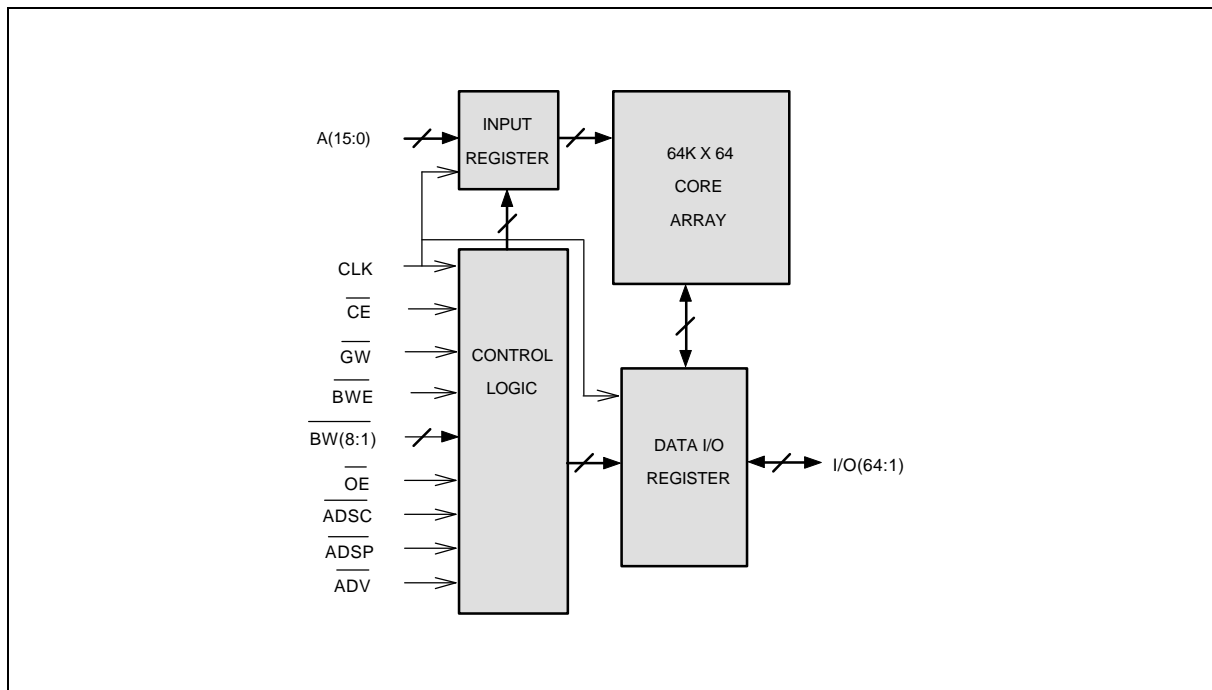 A(15:0)
INPUT
REGISTER
64K X 64
CORE
ARRAY
CLK
CE
GW
BWE
BW(8:1)
OE
ADSC
ADSP
ADV
CONTROL
LOGIC
DATA I/O
REGISTER
I/O(64:1)